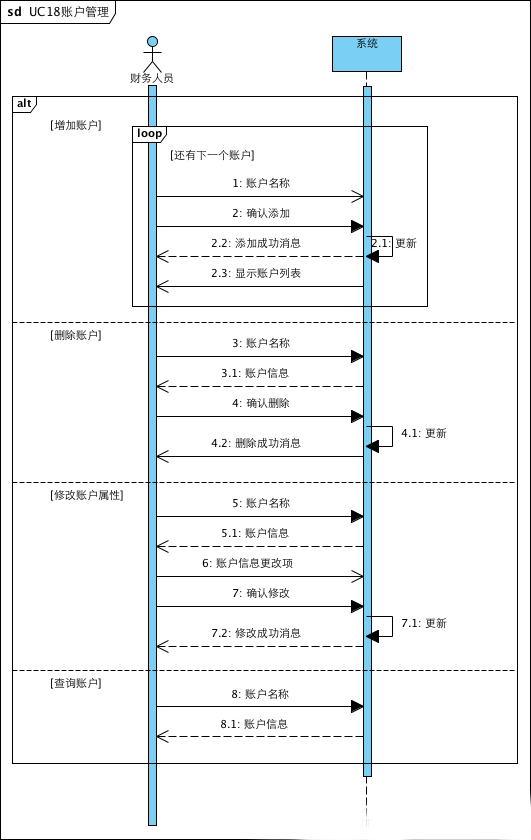 sd UC18账户管理
财务人员
系统
alt
[增加账户]
loop
[还有下一个账户]
1: 账户名称
2: 确认添加
2.1: 更新
2.2: 添加成功消息
2.3: 显示账户列表
[删除账户]
3: 账户名称
3.1: 账户信息
4: 确认删除
4.1: 更新
4.2: 删除成功消息
[修改账户属性]
5: 账户名称
5.1: 账户信息
6: 账户信息更改项
7: 确认修改
7.1: 更新
7.2: 修改成功消息
[查询账户]
8: 账户名称
8.1: 账户信息